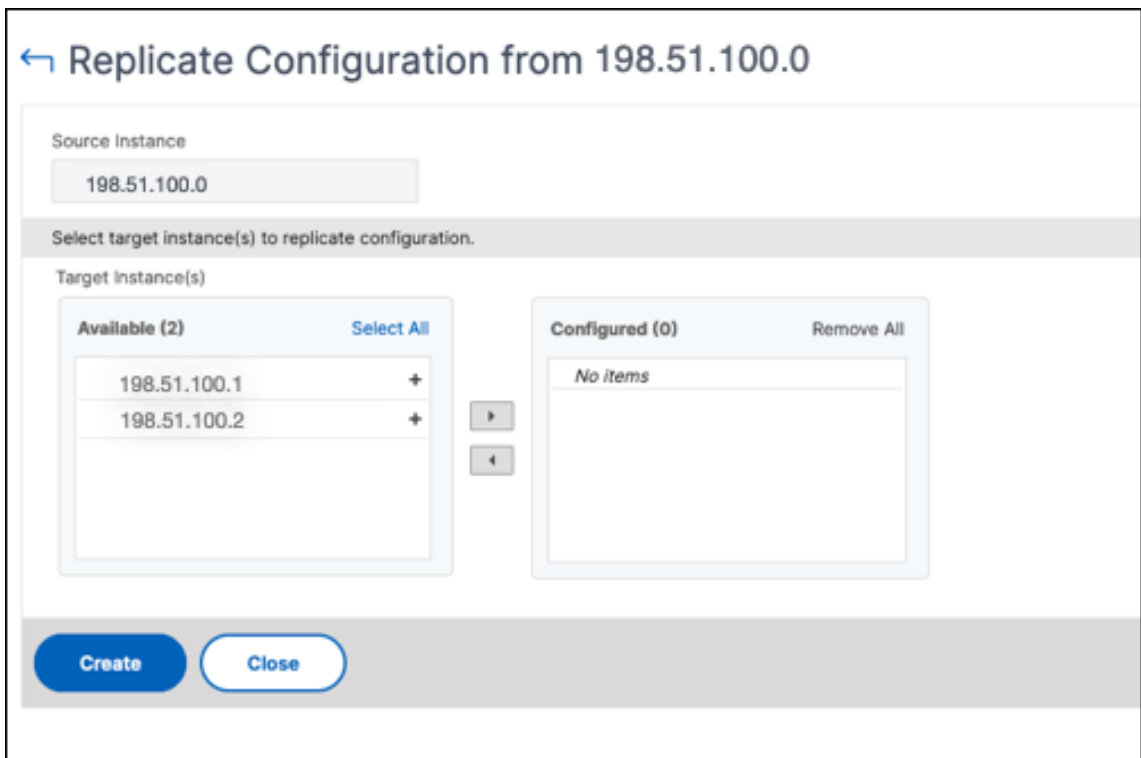 Replicate Configuration from 198.51.100.0
Source Instance
198.51.100.0
Select target instance(s) to replicate configuration.
Target Instance(s)
Available (2) Select All
198.51.100.1 +
198.51.100.2 +
Configured (0) Remove All
No items
Create Close